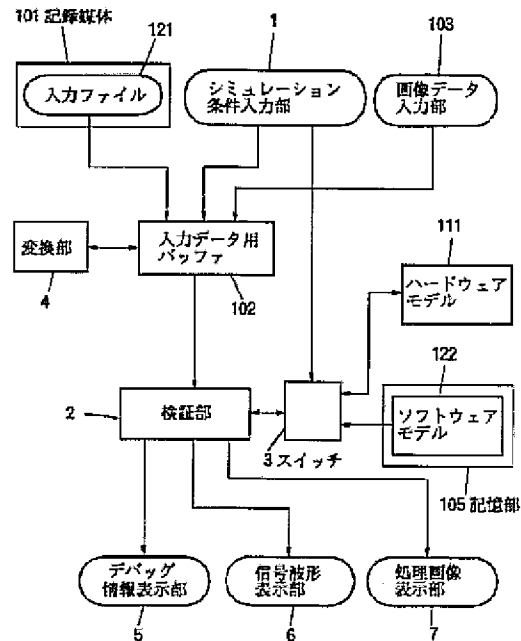 101 記録媒体
121
1
103
入力ファイル
シミュレーション
条件入力部
画像データ
入力部
変換部
4
入力データ用
バッファ
102
111
ハードウェア
モデル
122
ソフトウェア
モデル
2
検証部
3 スイッチ
105 記憶部
デバッグ
情報表示部
5
信号波形
表示部
6
処理画像
表示部
7